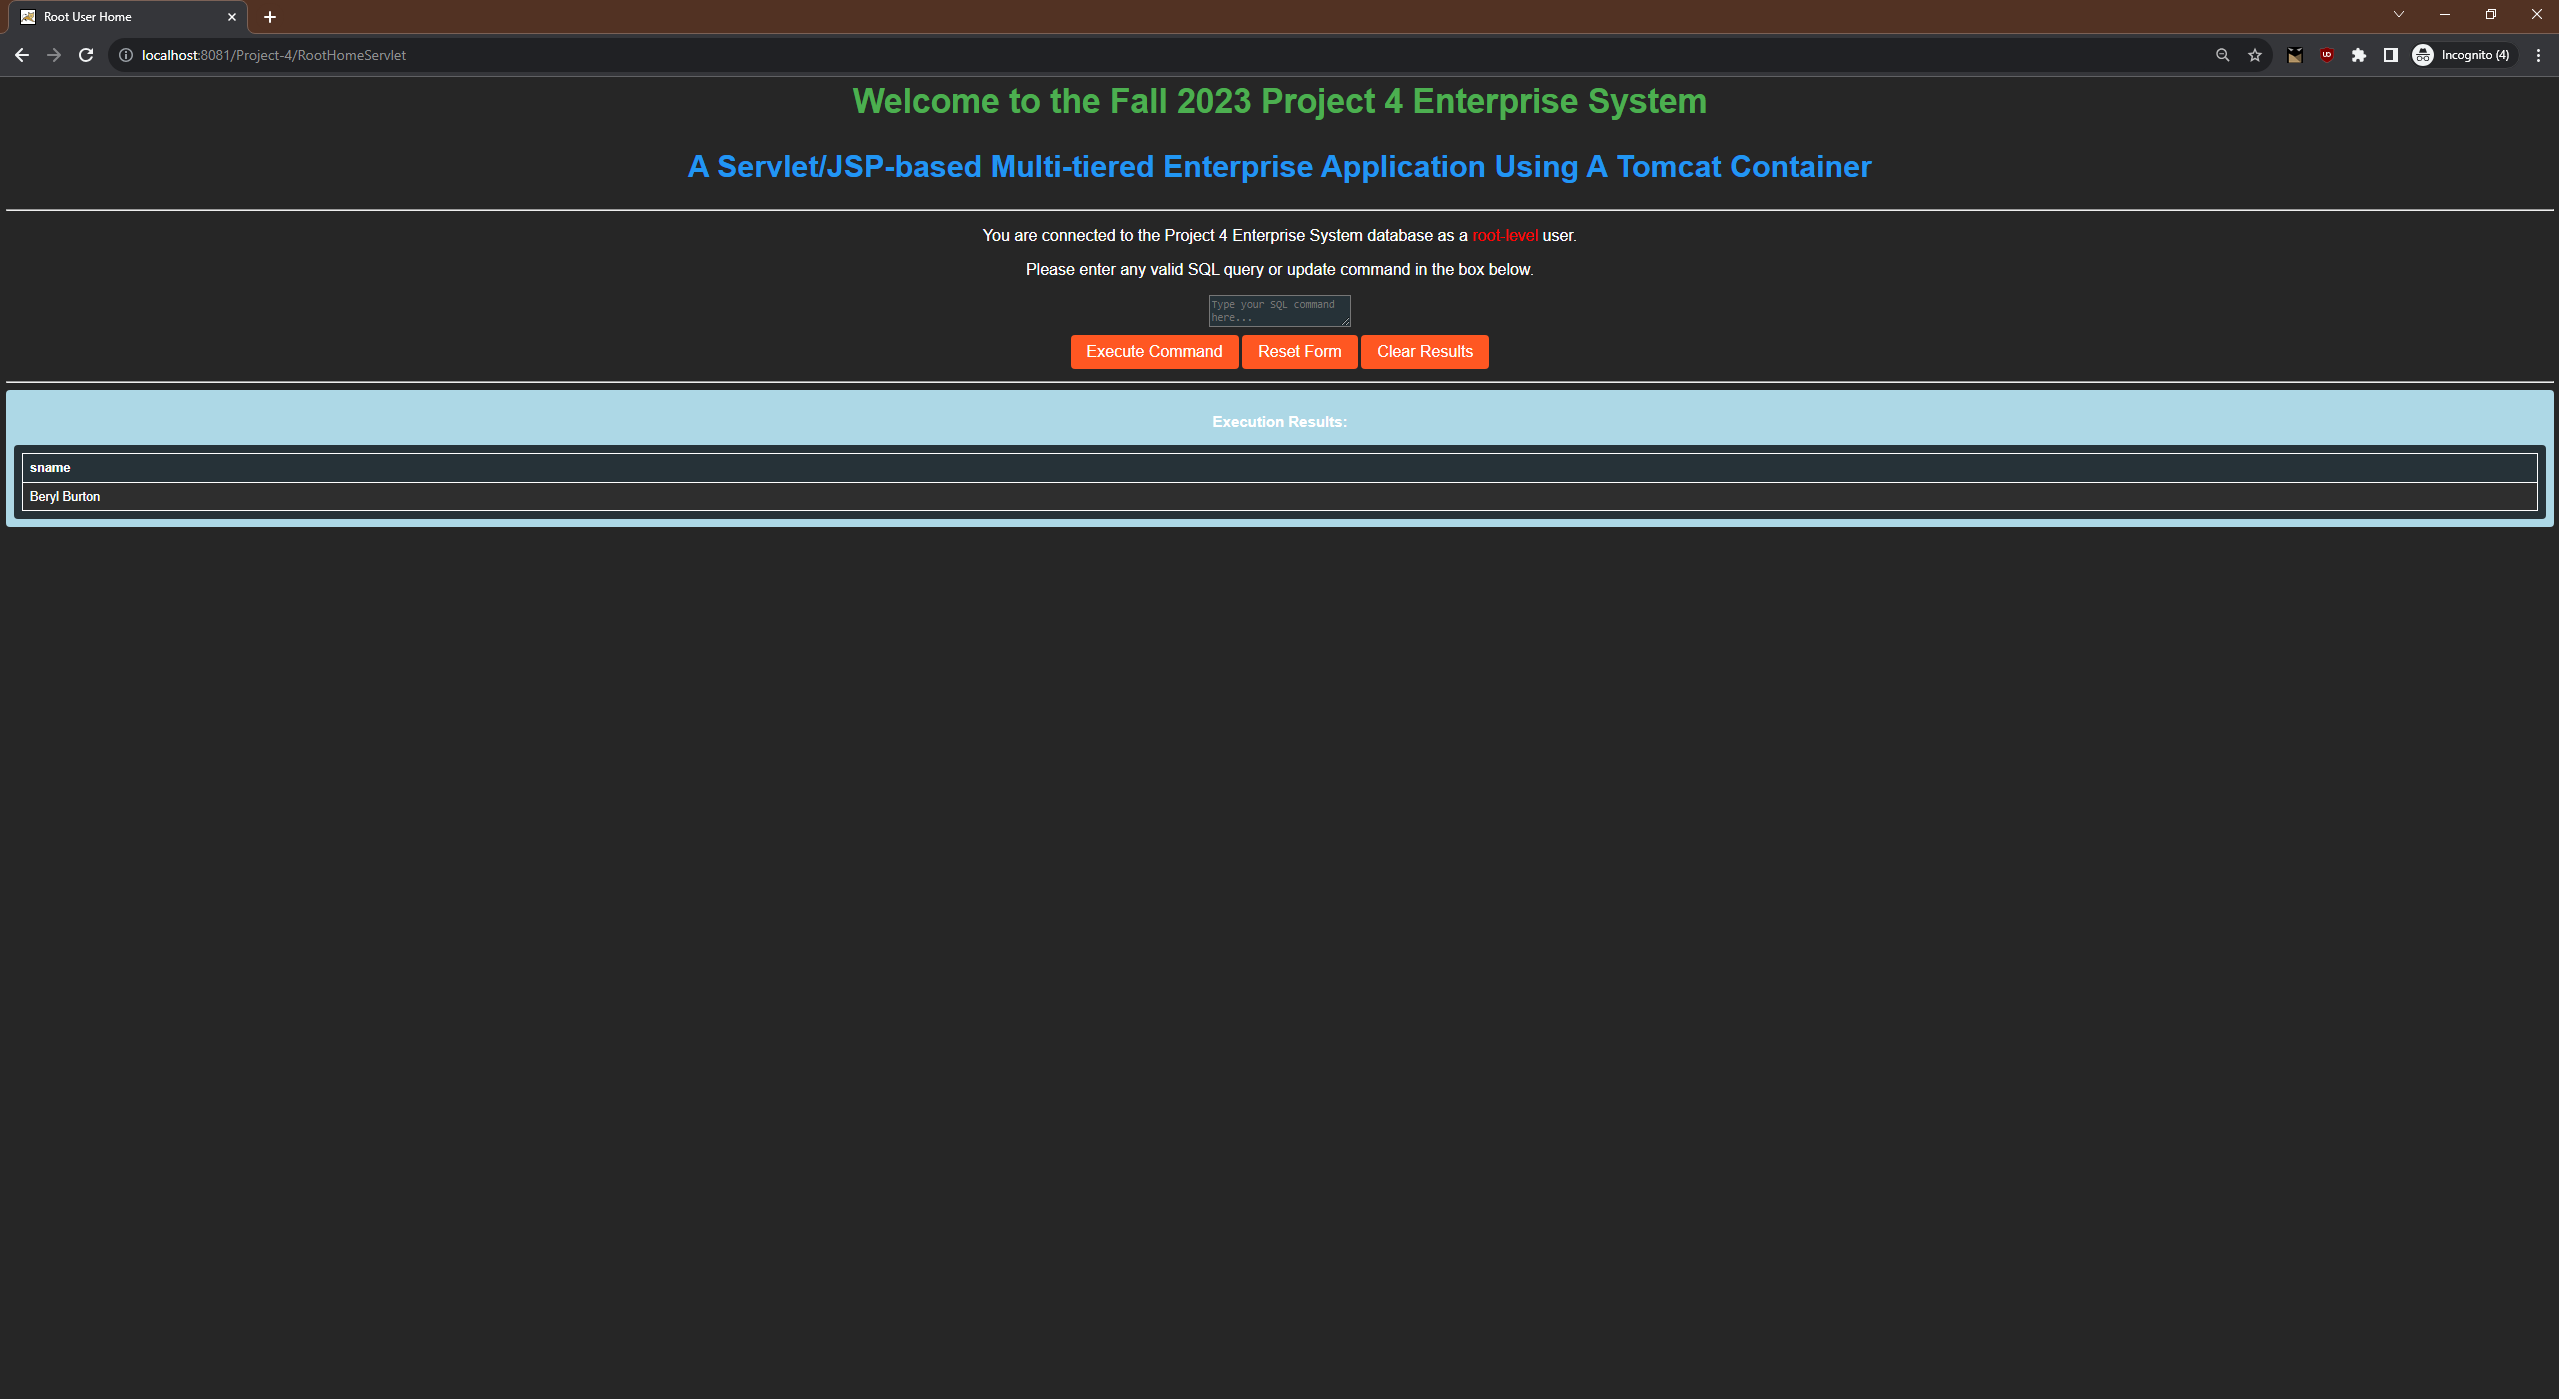 Root User Home
localhost:8081/Project-4/RootHomeServlet
Incognito (4)
Welcome to the Fall 2023 Project 4 Enterprise System
A Servlet/JSP-based Multi-tiered Enterprise Application Using A Tomcat Container
You are connected to the Project 4 Enterprise System database as a root-level user.
Please enter any valid SQL query or update command in the box below.
Type your SQL command
here...
Execute Command Reset Form Clear Results
Execution Results:
sname
Beryl Burton